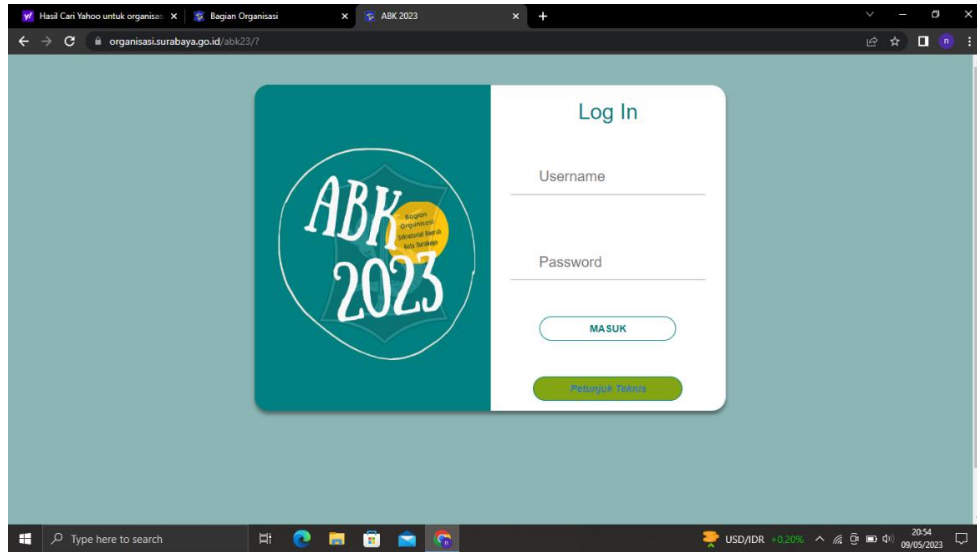 Hasil Cari Yahoo untuk organisas
Bagian Organisasi
ABK 2023
organisasi.surabaya.go.id/abk23/?
n
ABK
Bagian
Organisasi
Sekretariat Daerah
Kota Surabaya
2023
Log In
Username
Password
MASUK
Petunjuk Teknis
Type here to search
USD/IDR +0,20%
20:54
09/05/2023